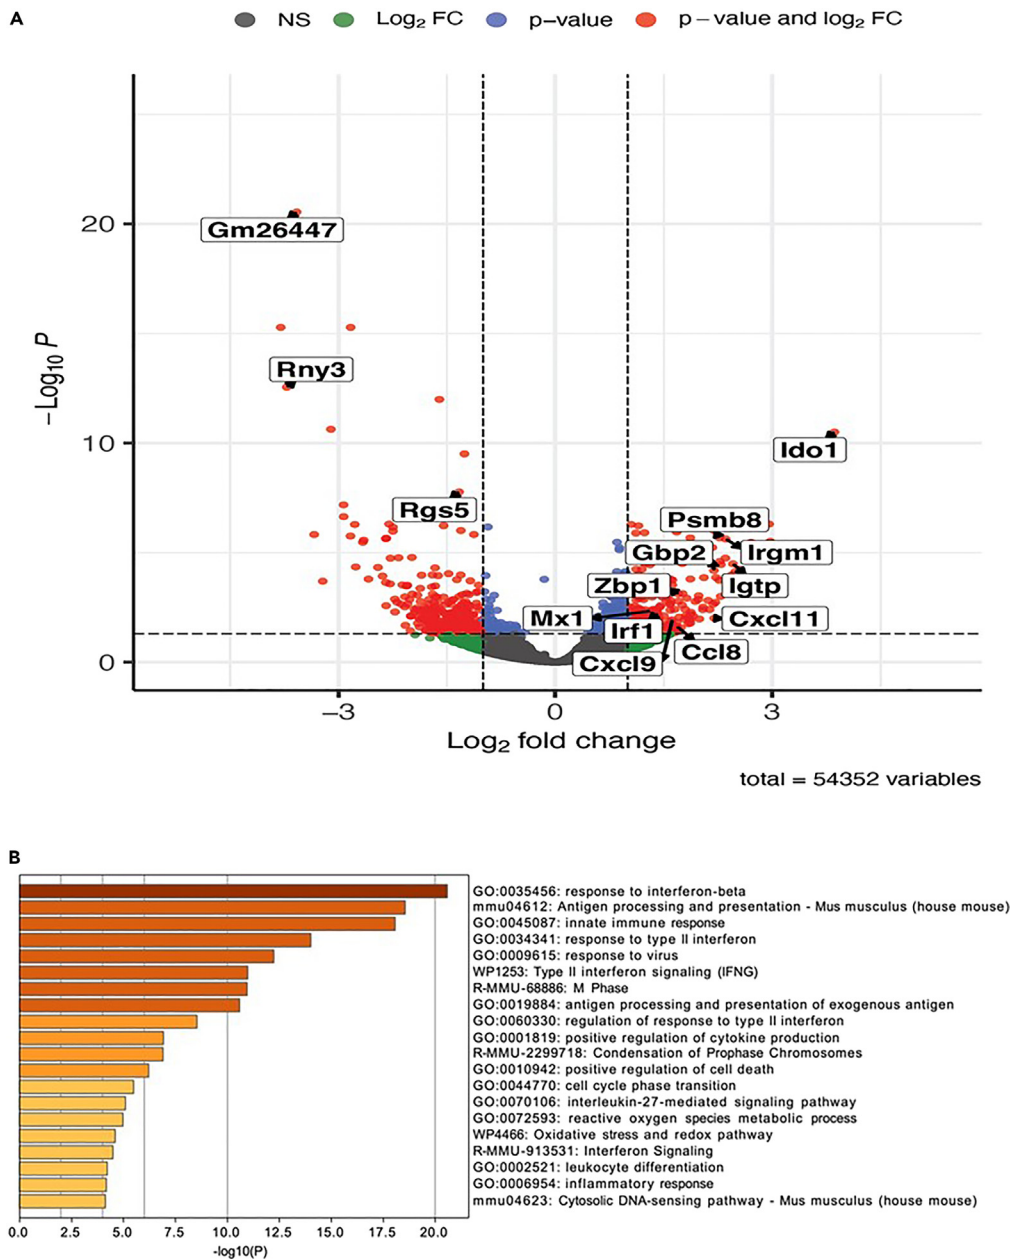 A
NS Log2 FC p−value p − value and log2 FC
20
10
0
−Log10 P
Gm26447
Rny3
Rgs5
Ido1
Psmb8
Gbp2 Irgm1
Zbp1 Igtp
Mx1 Irf1 Cxcl11
Cxcl9 Ccl8
−3 0 3
Log2 fold change
total = 54352 variables
B
GO:0035456: response to interferon-beta
mmu04612: Antigen processing and presentation - Mus musculus (house mouse)
GO:0045087: innate immune response
GO:0034341: response to type II interferon
GO:0009615: response to virus
WP1253: Type II interferon signaling (IFNG)
R-MMU-68886: M Phase
GO:0019884: antigen processing and presentation of exogenous antigen
GO:0060330: regulation of response to type II interferon
GO:0001819: positive regulation of cytokine production
R-MMU-2299718: Condensation of Prophase Chromosomes
GO:0010942: positive regulation of cell death
GO:0044770: cell cycle phase transition
GO:0070106: interleukin-27-mediated signaling pathway
GO:0072593: reactive oxygen species metabolic process
WP4466: Oxidative stress and redox pathway
R-MMU-913531: Interferon Signaling
GO:0002521: leukocyte differentiation
GO:0006954: inflammatory response
mmu04623: Cytosolic DNA-sensing pathway - Mus musculus (house mouse)
0.0 2.5 5.0 7.5 10.0 12.5 15.0 17.5 20.0
-log10(P)